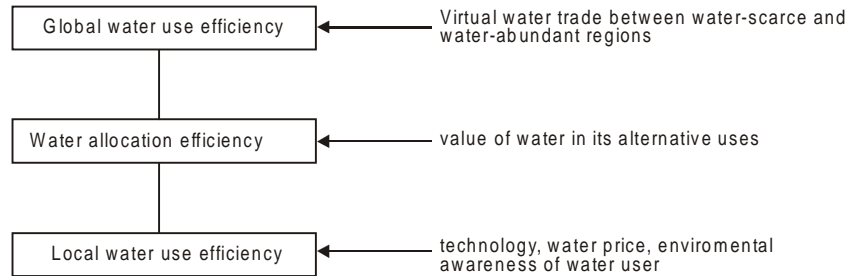 Global water use efficiency
Virtual water trade between water-scarce and
water-abundant regions
Water allocation efficiency
value of water in its alternative uses
Local water use efficiency
technology, water price, enviromental
awareness of water user